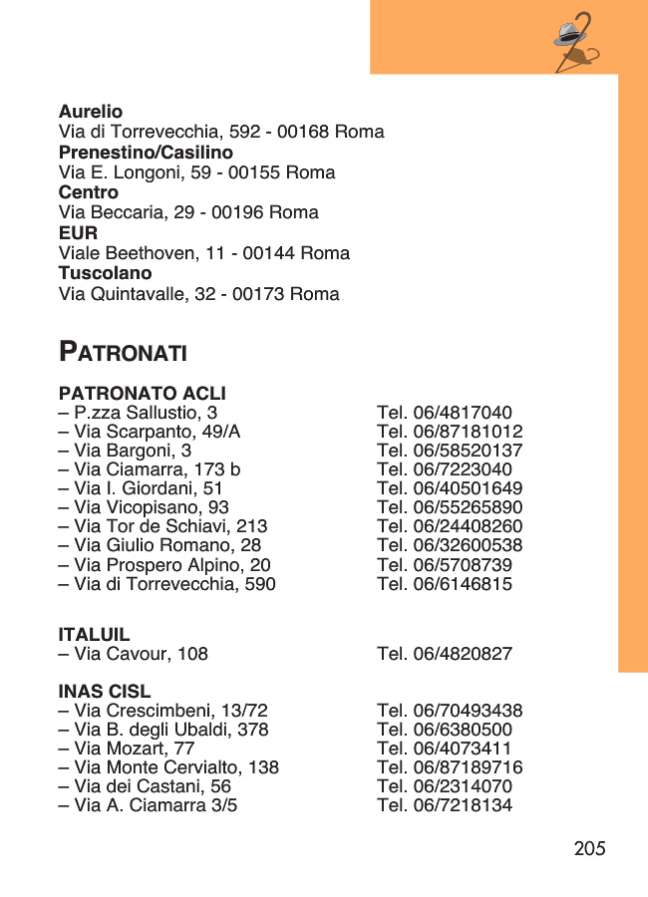 Aurelio
Via di Torrevecchia, 592 - 00168 Roma
Prenestino/Casilino
Via E. Longoni, 59 - 00155 Roma
Centro
Via Beccaria, 29 - 00196 Roma
EUR
Viale Beethoven, 11 - 00144 Roma
Tuscolano
Via Quintavalle, 32 - 00173 Roma
PATRONATI
PATRONATO ACLI
– P.zza Sallustio, 3 Tel. 06/4817040
– Via Scarpanto, 49/A Tel. 06/87181012
– Via Bargoni, 3 Tel. 06/58520137
– Via Ciamarra, 173 b Tel. 06/7223040
– Via I. Giordani, 51 Tel. 06/40501649
– Via Vicopisano, 93 Tel. 06/55265890
– Via Tor de Schiavi, 213 Tel. 06/24408260
– Via Giulio Romano, 28 Tel. 06/32600538
– Via Prospero Alpino, 20 Tel. 06/5708739
– Via di Torrevecchia, 590 Tel. 06/6146815
ITALUIL
– Via Cavour, 108 Tel. 06/4820827
INAS CISL
– Via Crescimbeni, 13/72 Tel. 06/70493438
– Via B. degli Ubaldi, 378 Tel. 06/6380500
– Via Mozart, 77 Tel. 06/4073411
– Via Monte Cervialto, 138 Tel. 06/87189716
– Via dei Castani, 56 Tel. 06/2314070
– Via A. Ciamarra 3/5 Tel. 06/7218134
205